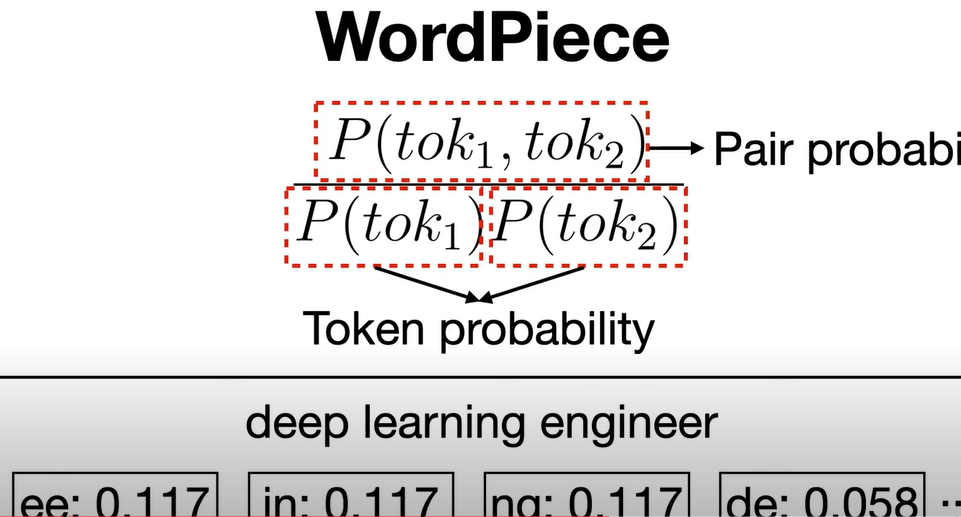 WordPiece
P(tok₁, tok₂) Pair probabi
P(tok₁) P(tok₂)
Token probability
deep learning engineer
ee: 0.117 in: 0.117 ng: 0.117 de: 0.058 ...